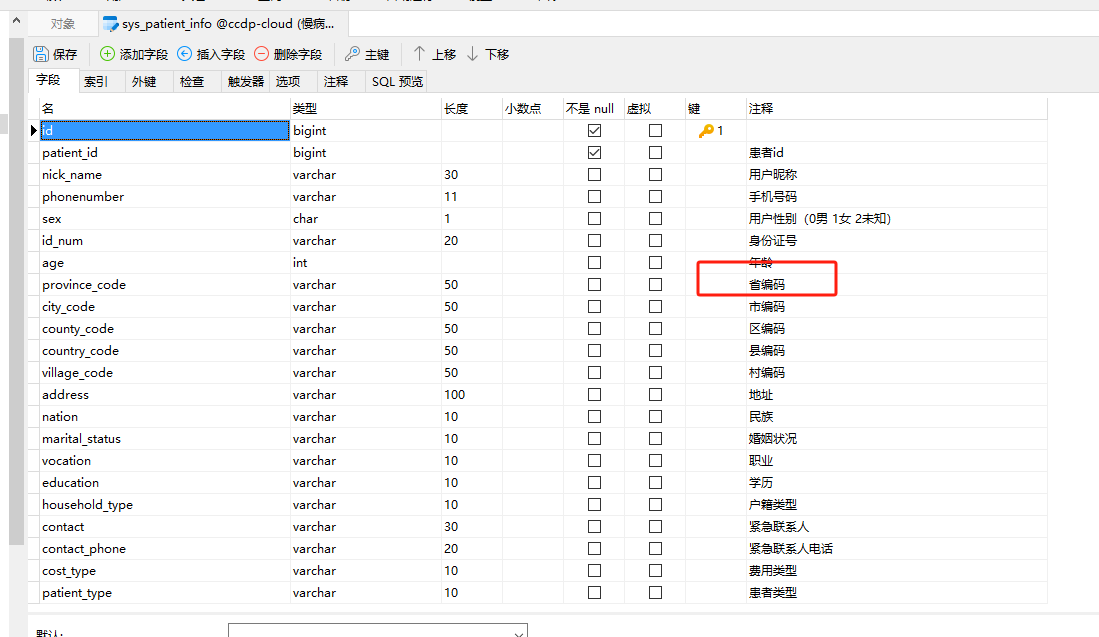 对象 sys_patient_info @ccdp-cloud (慢病...
保存 添加字段 插入字段 删除字段 主键 上移 下移
字段 索引 外键 检查 触发器 选项 注释 SQL 预览
名 类型 长度 小数点 不是 null 虚拟 键 注释
id bigint 1
patient_id bigint 患者id
nick_name varchar 30 用户昵称
phonenumber varchar 11 手机号码
sex char 1 用户性别（0男 1女 2未知）
id_num varchar 20 身份证号
age int 年龄
province_code varchar 50 省编码
city_code varchar 50 市编码
county_code varchar 50 区编码
country_code varchar 50 县编码
village_code varchar 50 村编码
address varchar 100 地址
nation varchar 10 民族
marital_status varchar 10 婚姻状况
vocation varchar 10 职业
education varchar 10 学历
household_type varchar 10 户籍类型
contact varchar 30 紧急联系人
contact_phone varchar 20 紧急联系人电话
cost_type varchar 10 费用类型
patient_type varchar 10 患者类型
默认: